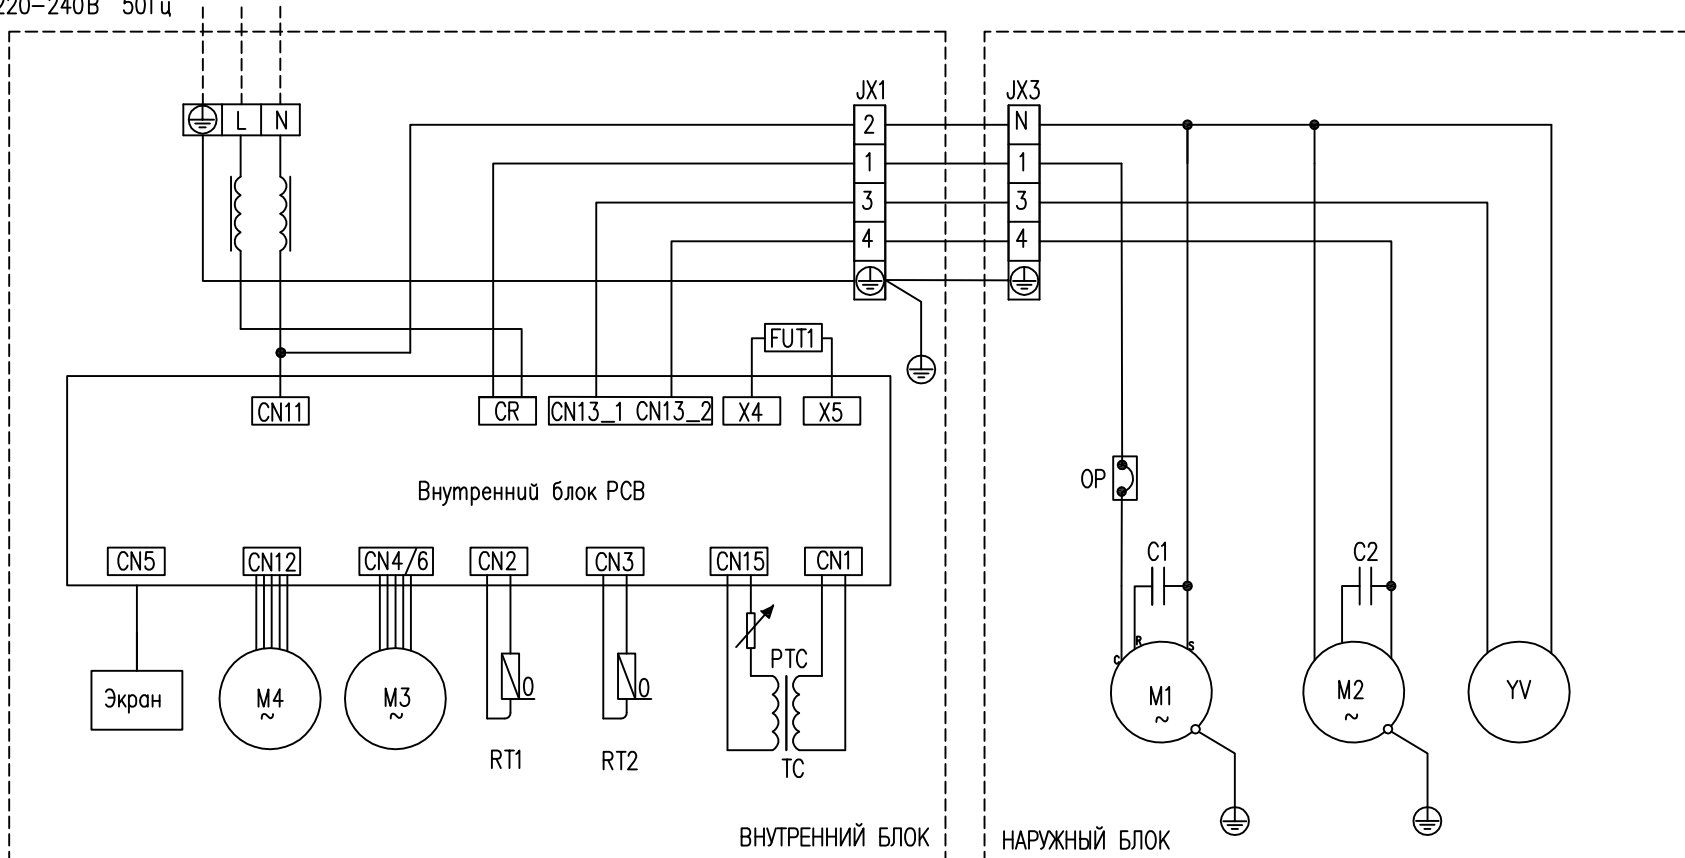 220-240В 50Гц
JX1
JX3
L N
2
N
1
1
3
3
4
4
FUT1
CN11
CR
CN13_1 CN13_2
X4
X5
Внутренний блок PCB
OP
CN5
CN12
CN4/6
CN2
CN3
CN15
CN1
C1
C2
R
S
C
PTC
Экран
M4
~
M3
~
0
0
M1
~
M2
~
YV
RT1
RT2
TC
ВНУТРЕННИЙ БЛОК
НАРУЖНЫЙ БЛОК